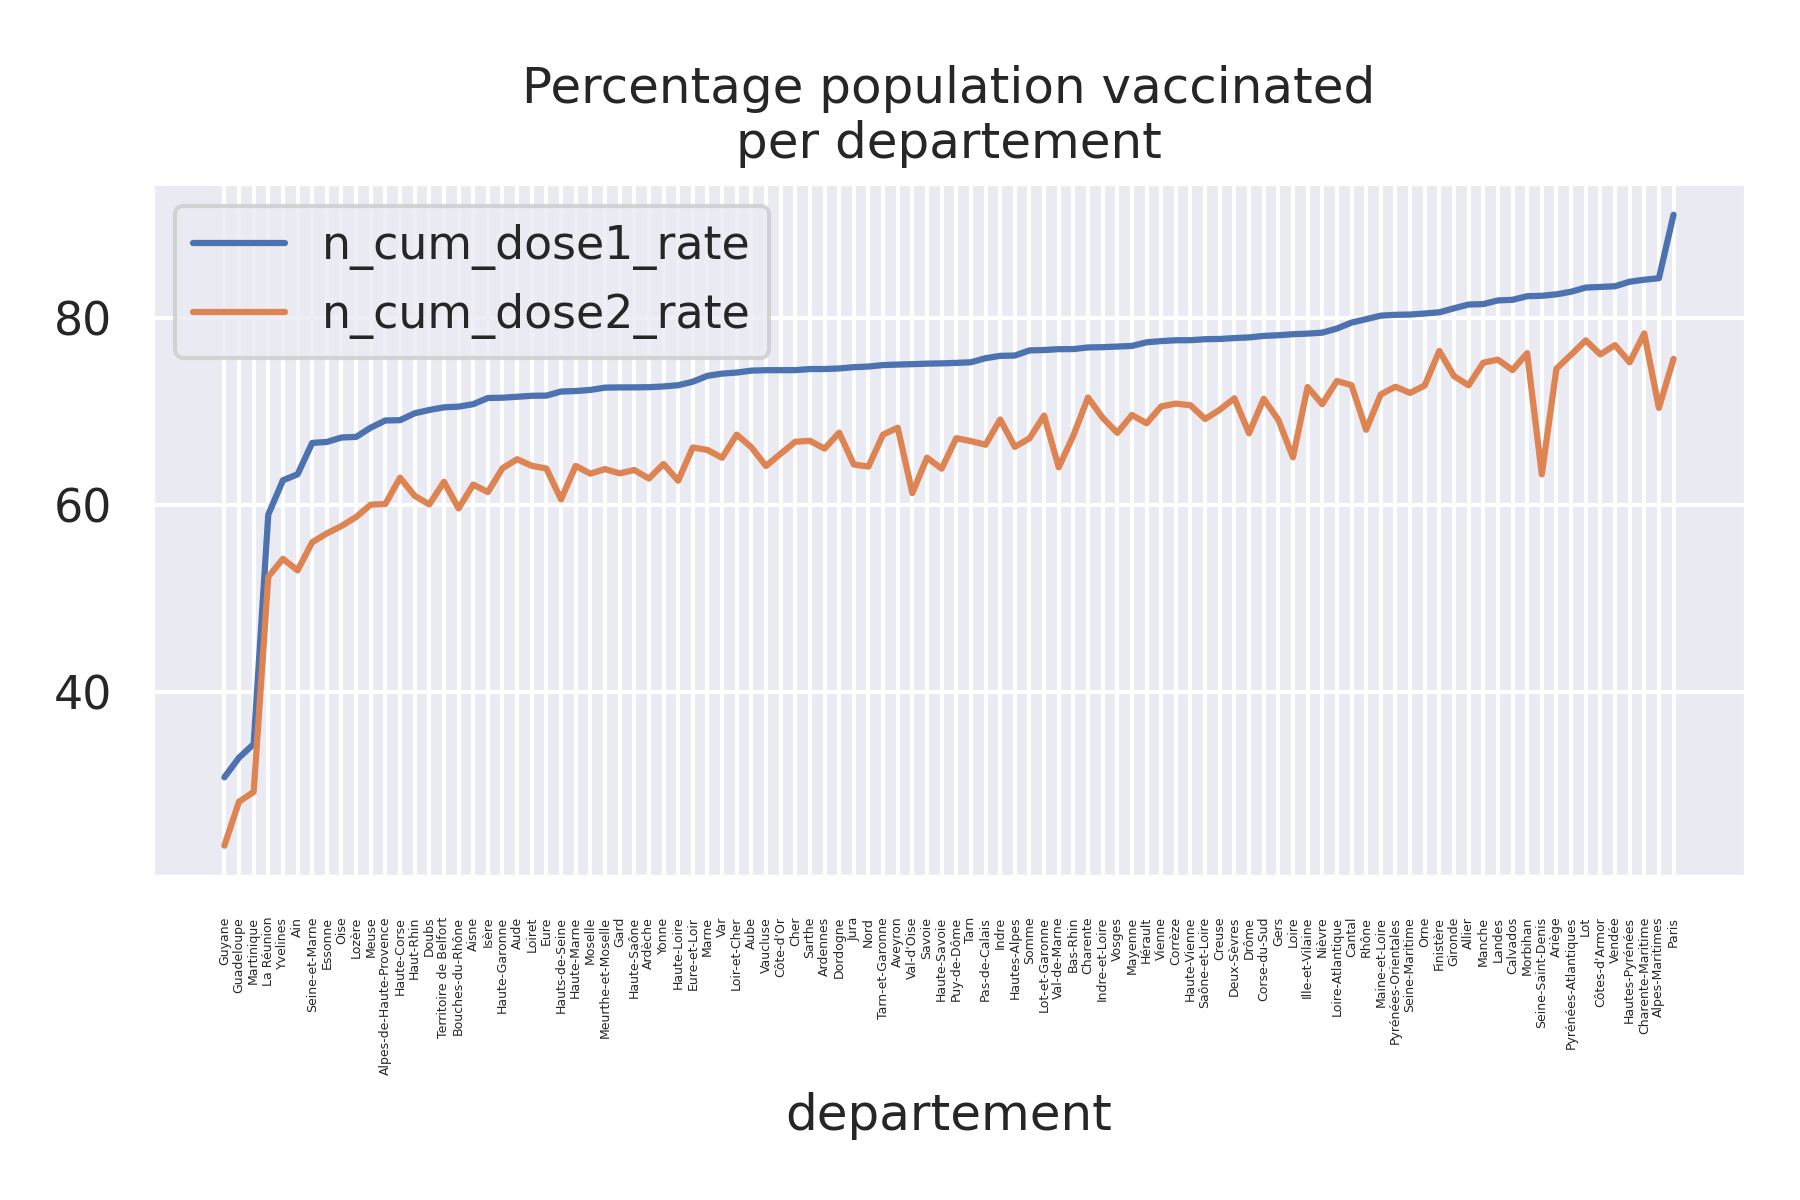 Percentage population vaccinated
per departement
n_cum_dose1_rate
n_cum_dose2_rate
80
60
40
Guyane
Guadeloupe
Martinique
La Réunion
Yvelines
Ain
Seine-et-Marne
Essonne
Oise
Lozère
Meuse
Alpes-de-Haute-Provence
Haute-Corse
Haut-Rhin
Doubs
Territoire de Belfort
Bouches-du-Rhône
Aisne
Isère
Haute-Garonne
Aude
Loiret
Eure
Hauts-de-Seine
Haute-Marne
Moselle
Meurthe-et-Moselle
Gard
Haute-Saône
Ardèche
Yonne
Haute-Loire
Eure-et-Loir
Marne
Var
Loir-et-Cher
Aube
Vaucluse
Côte-d'Or
Cher
Sarthe
Ardennes
Dordogne
Jura
Nord
Tarn-et-Garonne
Aveyron
Val-d'Oise
Savoie
Haute-Savoie
Puy-de-Dôme
Tarn
Pas-de-Calais
Indre
Hautes-Alpes
Somme
Lot-et-Garonne
Val-de-Marne
Bas-Rhin
Charente
Indre-et-Loire
Vosges
Mayenne
Hérault
Vienne
Corrèze
Haute-Vienne
Saône-et-Loire
Creuse
Deux-Sèvres
Drôme
Corse-du-Sud
Gers
Loire
Ille-et-Vilaine
Nièvre
Loire-Atlantique
Cantal
Rhône
Maine-et-Loire
Pyrénées-Orientales
Seine-Maritime
Orne
Finistère
Gironde
Allier
Manche
Landes
Calvados
Morbihan
Seine-Saint-Denis
Ariège
Pyrénées-Atlantiques
Lot
Côtes-d'Armor
Vendée
Hautes-Pyrénées
Charente-Maritime
Alpes-Maritimes
Paris
departement